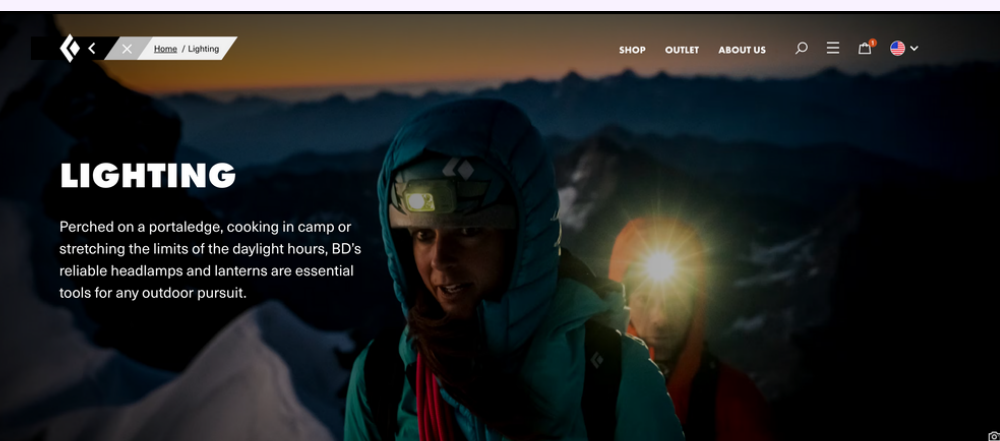 Home / Lighting
SHOP
OUTLET
ABOUT US
1
LIGHTING
Perched on a portaledge, cooking in camp or
stretching the limits of the daylight hours, BD's
reliable headlamps and lanterns are essential
tools for any outdoor pursuit.